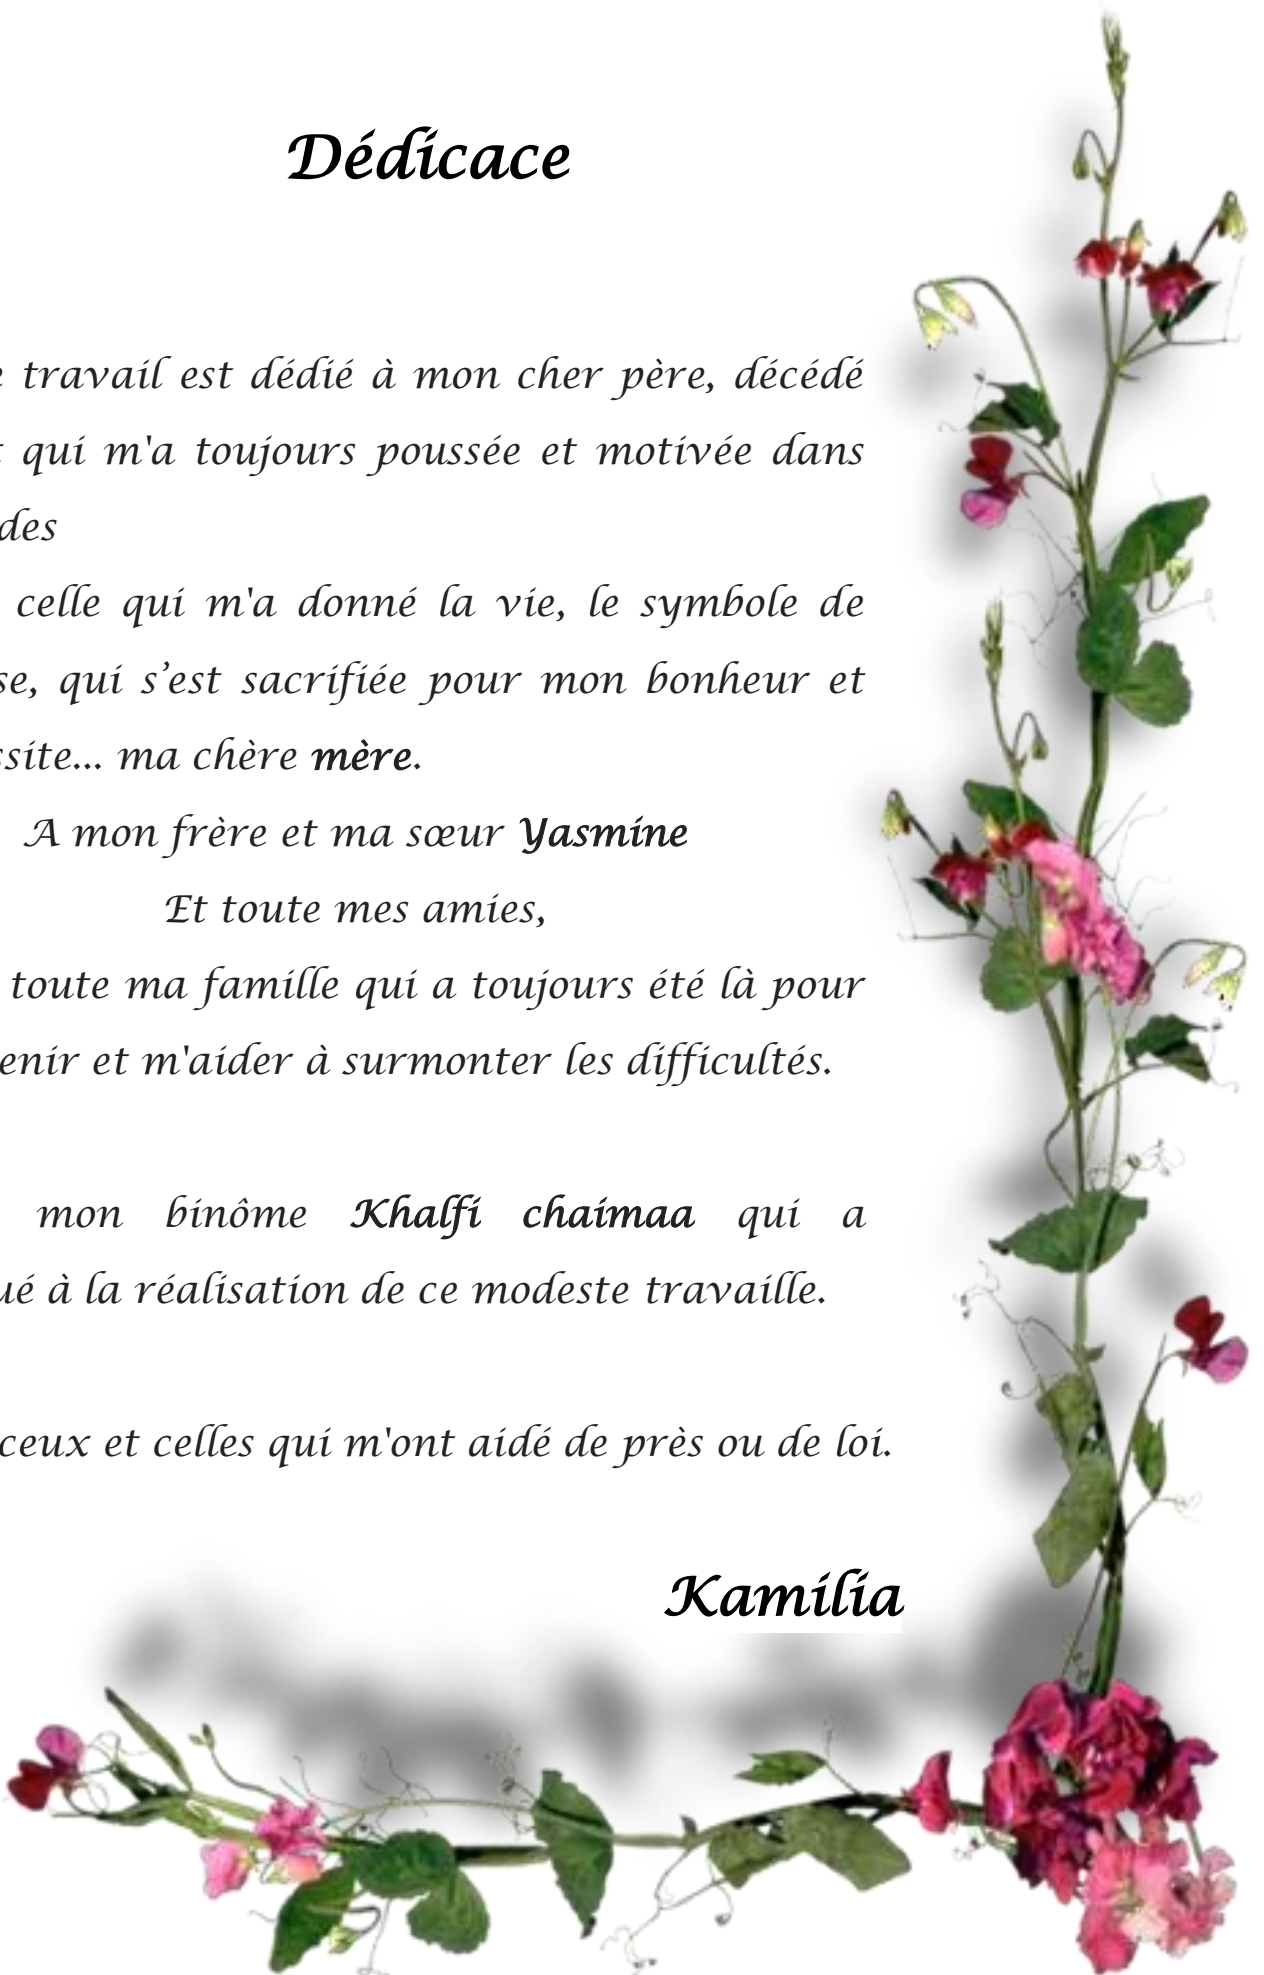 Dédicace
travail est dédié à mon cher père, décédé
qui m'a toujours poussée et motivée dans
des
celle qui m'a donné la vie, le symbole de
se, qui s’est sacrifiée pour mon bonheur et
ssite... ma chère mère.
A mon frère et ma sœur Yasmine
Et toute mes amies,
toute ma famille qui a toujours été là pour
enir et m'aider à surmonter les difficultés.
mon binôme Khalfi chaimaa qui a
ué à la réalisation de ce modeste travaille.
ceux et celles qui m'ont aidé de près ou de loi.
Kamilia